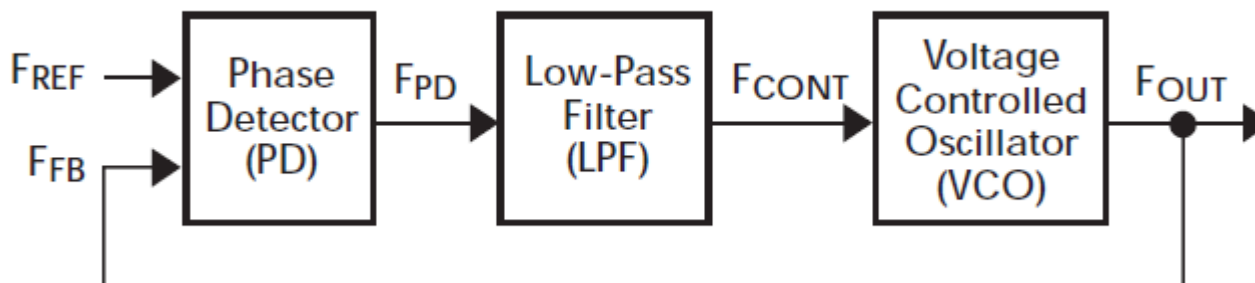 FREF
FFB
Phase
Detector
(PD)
FPD
Low-Pass
Filter
(LPF)
FCONT
Voltage
Controlled
Oscillator
(VCO)
FOUT